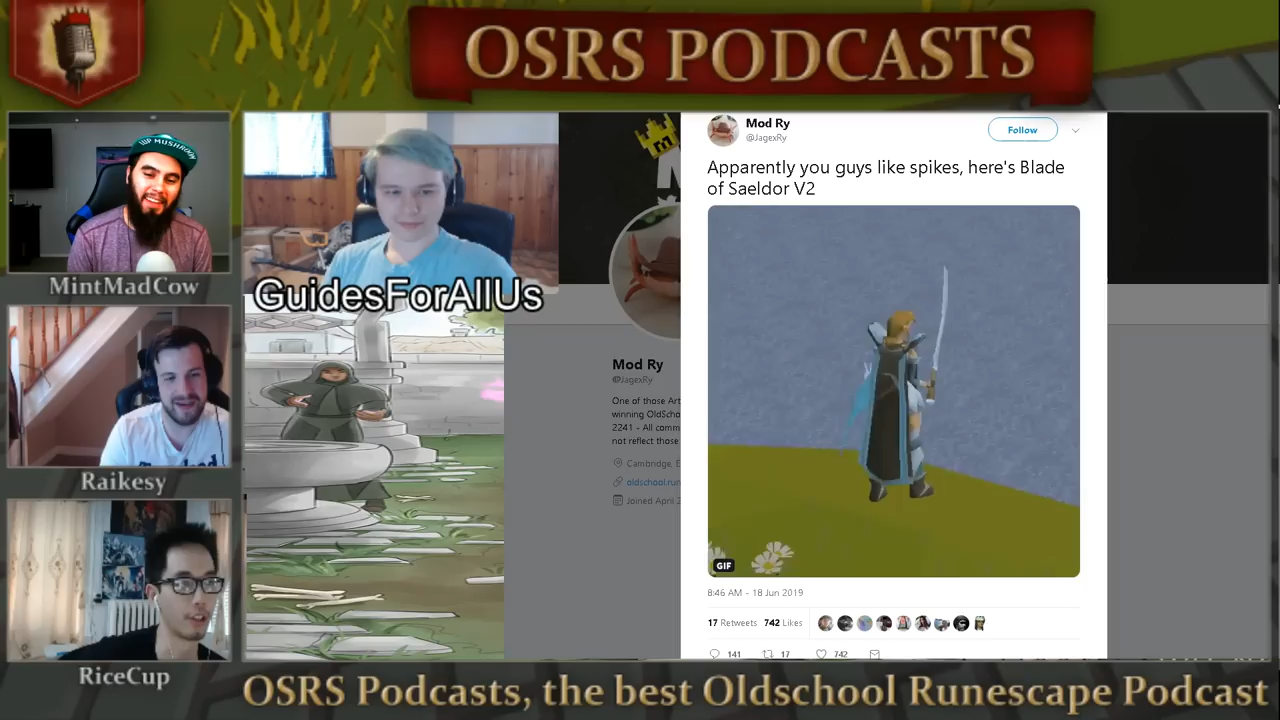 OSRS PODCASTS
1UP MUSHROOM
MintMadCow
Raikesy
RiceCup
GuidesForAllUs
Mod Ry
@JagexRy
One of those Art
winning OldScho
2241 - All comm
not reflect those
Cambridge, E
oldschool.run
Joined April 2
Mod Ry
@JagexRy
Follow
Apparently you guys like spikes, here's Blade
of Saeldor V2
GIF
8:46 AM - 18 Jun 2019
17 Retweets 742 Likes
141 17 742
OSRS Podcasts, the best Oldschool Runescape Podcast